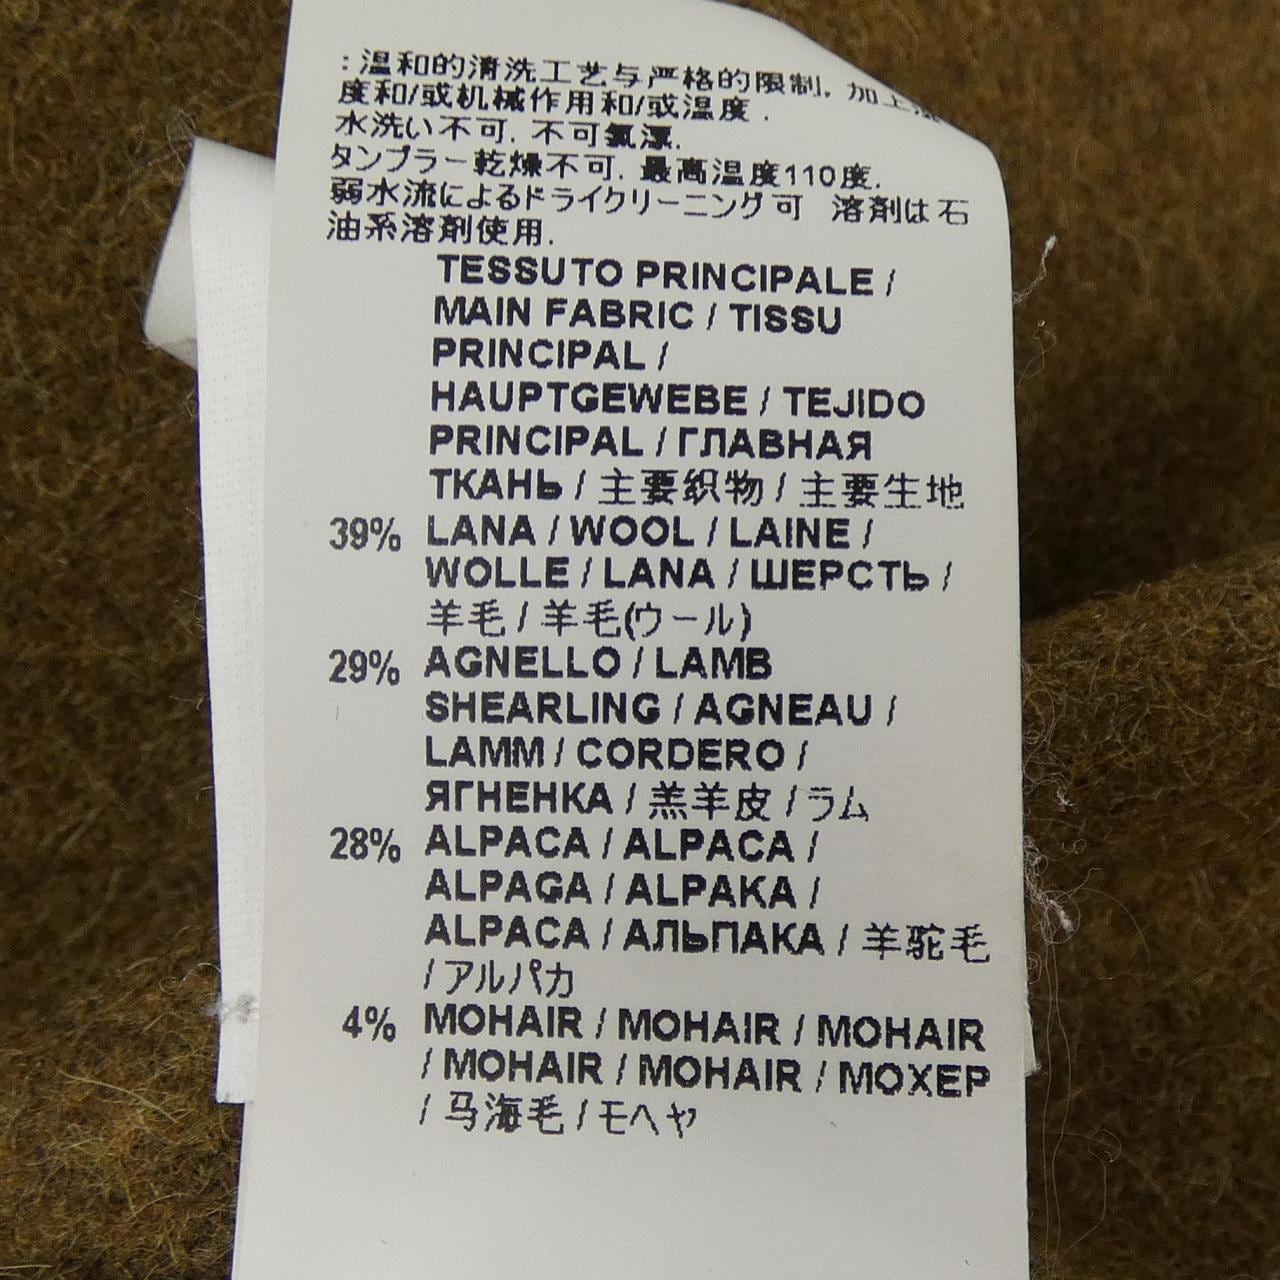 :温和的清洗工艺与严格的限制, 加上
度和/或机械作用和/或温度 .
水洗い不可. 不可氯漂.
タンブラー乾燥不可. 最高温度110度.
弱水流によるドライクリーニング可 溶剤は石
油系溶剤使用.
TESSUTO PRINCIPALE /
MAIN FABRIC / TISSU
PRINCIPAL /
HAUPTGEWEBE / TEJIDO
PRINCIPAL / ГЛАВНАЯ
ТКАНЬ / 主要织物 / 主要生地
39% LANA / WOOL / LAINE /
WOLLE / LANA / ШЕРСТЬ /
羊毛 / 羊毛(ウール)
29% AGNELLO / LAMB
SHEARLING / AGNEAU /
LAMM / CORDERO /
ЯГНЕНКА / 羔羊皮 / ラム
28% ALPACA / ALPACA /
ALPAGA / ALPAKA /
ALPACA / АЛЬПАКА / 羊驼毛
/ アルパカ
4% MOHAIR / MOHAIR / MOHAIR
/ MOHAIR / MOHAIR / МОХЕР
/ 马海毛 / モヘヤ